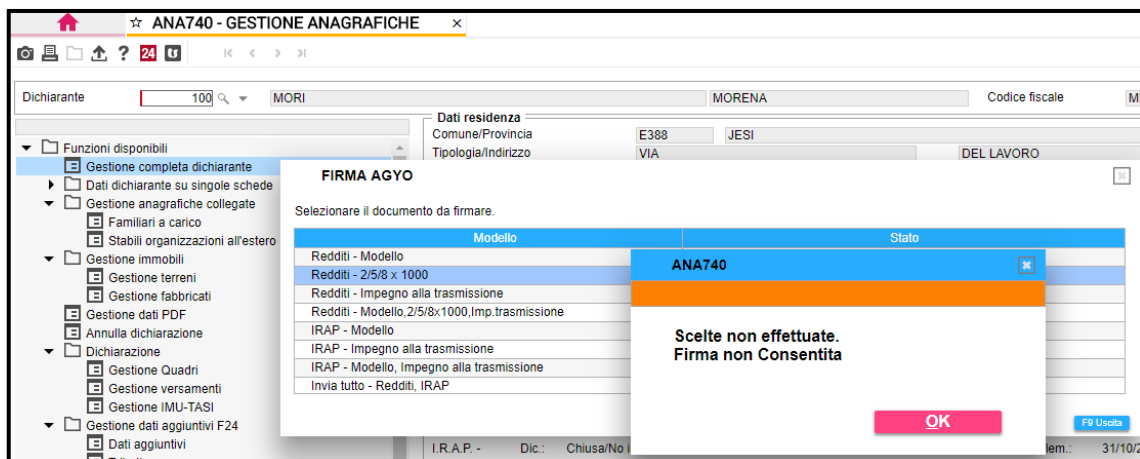 ANA740 - GESTIONE ANAGRAFICHE
24
Dichiarante 100 MORI MORENA Codice fiscale
Dati residenza
Comune/Provincia E388 JESI
Tipologia/Indirizzo VIA DEL LAVORO
Funzioni disponibili
Gestione completa dichiarante
Dati dichiarante su singole schede
Gestione anagrafiche collegate
Familiari a carico
Stabili organizzazioni all'estero
Gestione immobili
Gestione terreni
Gestione fabbricati
Gestione dati PDF
Annulla dichiarazione
Dichiarazione
Gestione Quadri
Gestione versamenti
Gestione IMU-TASI
Gestione dati aggiuntivi F24
Dati aggiuntivi
FIRMA AGYO
Selezionare il documento da firmare.
Modello Stato
Redditi - Modello
Redditi - 2/5/8 x 1000
Redditi - Impegno alla trasmissione
Redditi - Modello,2/5/8x1000,Imp.trasmissione
IRAP - Modello
IRAP - Impegno alla trasmissione
IRAP - Modello, Impegno alla trasmissione
Invia tutto - Redditi, IRAP
ANA740
Scelte non effettuate.
Firma non Consentita
OK
F9 Uscita
I.R.A.P. - Dic.: Chiusa/No i lem.: 31/10/2